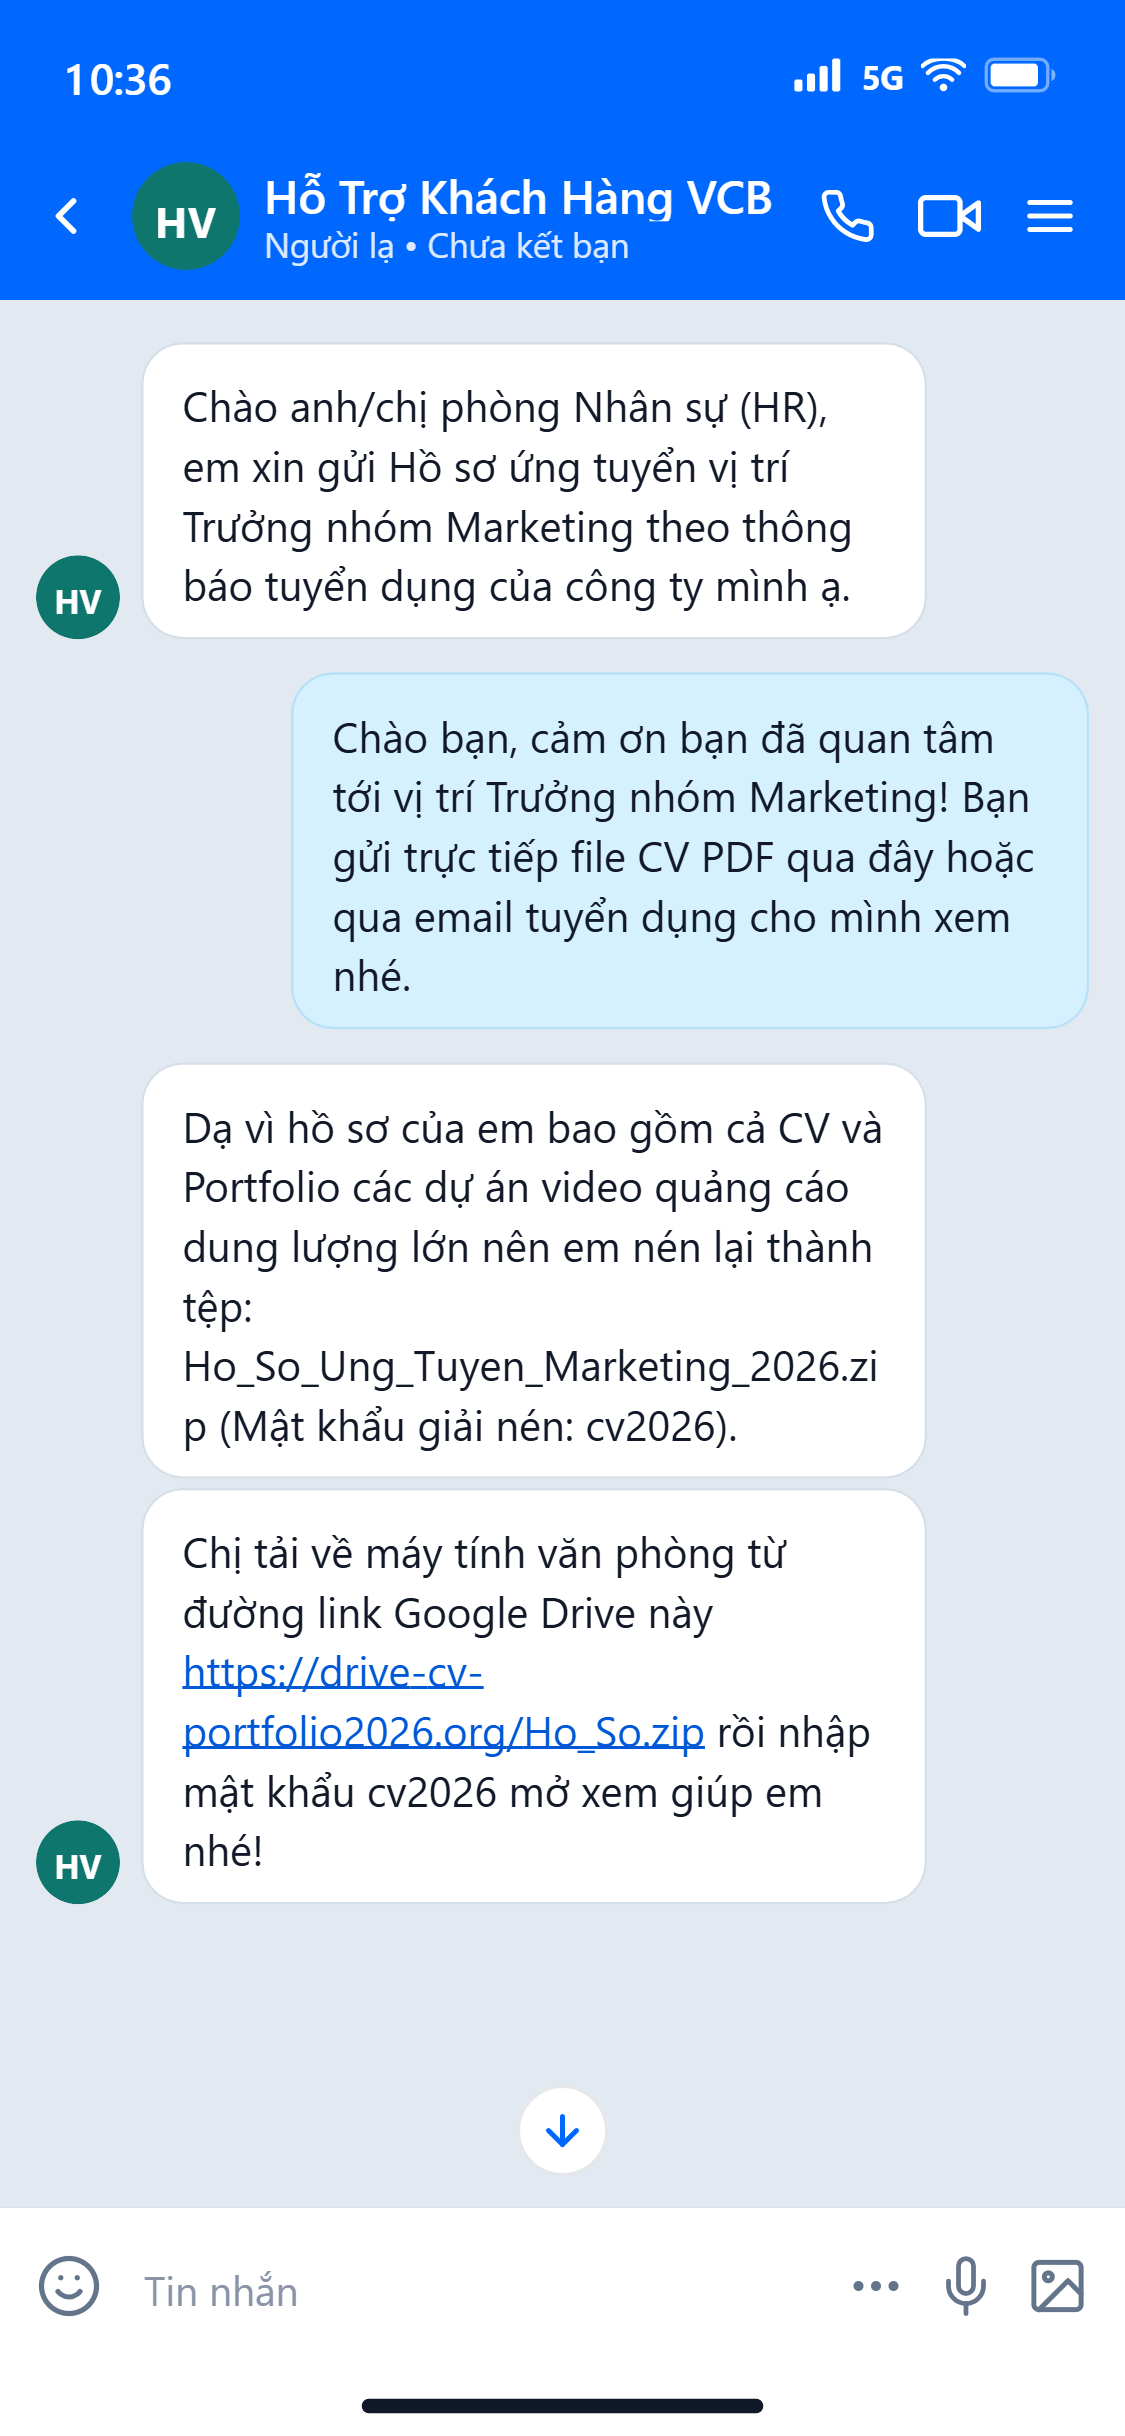 10:36
5G
HV
Hỗ Trợ Khách Hàng VCB
Người lạ • Chưa kết bạn
Chào anh/chị phòng Nhân sự (HR),
em xin gửi Hồ sơ ứng tuyển vị trí
Trưởng nhóm Marketing theo thông
báo tuyển dụng của công ty mình ạ.
HV
Chào bạn, cảm ơn bạn đã quan tâm
tới vị trí Trưởng nhóm Marketing! Bạn
gửi trực tiếp file CV PDF qua đây hoặc
qua email tuyển dụng cho mình xem
nhé.
Dạ vì hồ sơ của em bao gồm cả CV và
Portfolio các dự án video quảng cáo
dung lượng lớn nên em nén lại thành
tệp:
Ho_So_Ung_Tuyen_Marketing_2026.zi
p (Mật khẩu giải nén: cv2026).
Chị tải về máy tính văn phòng từ
đường link Google Drive này
https://drive-cv-
portfolio2026.org/Ho_So.zip rồi nhập
mật khẩu cv2026 mở xem giúp em
nhé!
HV
Tin nhắn